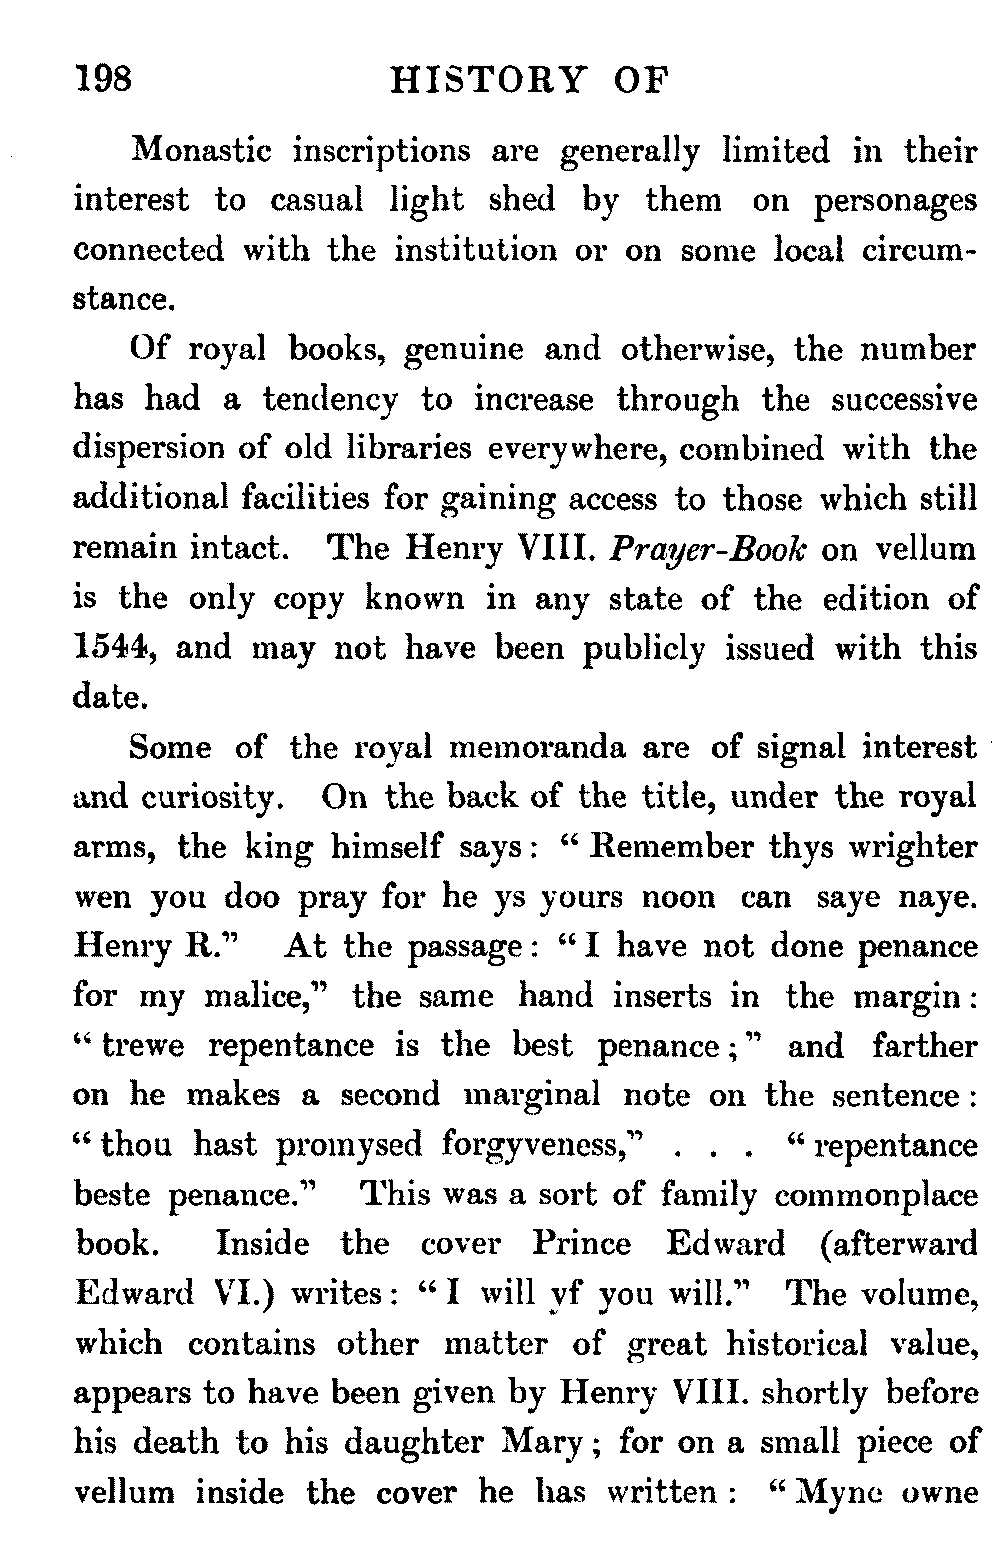 198 HISTORY OF
Monastic inscriptions are generally limited in their
interest to casual light shed by them on personages
connected with the institution or on some local circum-
stance.
Of royal books, genuine and otherwise, the number
has had a tendency to increase through the successive
dispersion of old libraries everywhere, combined with the
additional facilities for gaining access to those which still
remain intact. The Henry VIII. Prayer-Book on vellum
is the only copy known in any state of the edition of
1544, and may not have been publicly issued with this
date.
Some of the royal memoranda are of signal interest
and curiosity. On the back of the title, under the royal
arms, the king himself says: “Remember thys wrighter
wen you doo pray for he ys yours noon can saye naye.
Henry R.” At the passage: “I have not done penance
for my malice,” the same hand inserts in the margin:
“trewe repentance is the best penance;” and farther
on he makes a second marginal note on the sentence:
“thou hast promysed forgyveness,” . . . “repentance
beste penance.” This was a sort of family commonplace
book. Inside the cover Prince Edward (afterward
Edward VI.) writes: “I will yf you will.” The volume,
which contains other matter of great historical value,
appears to have been given by Henry VIII. shortly before
his death to his daughter Mary; for on a small piece of
vellum inside the cover he has written: “Myne owne